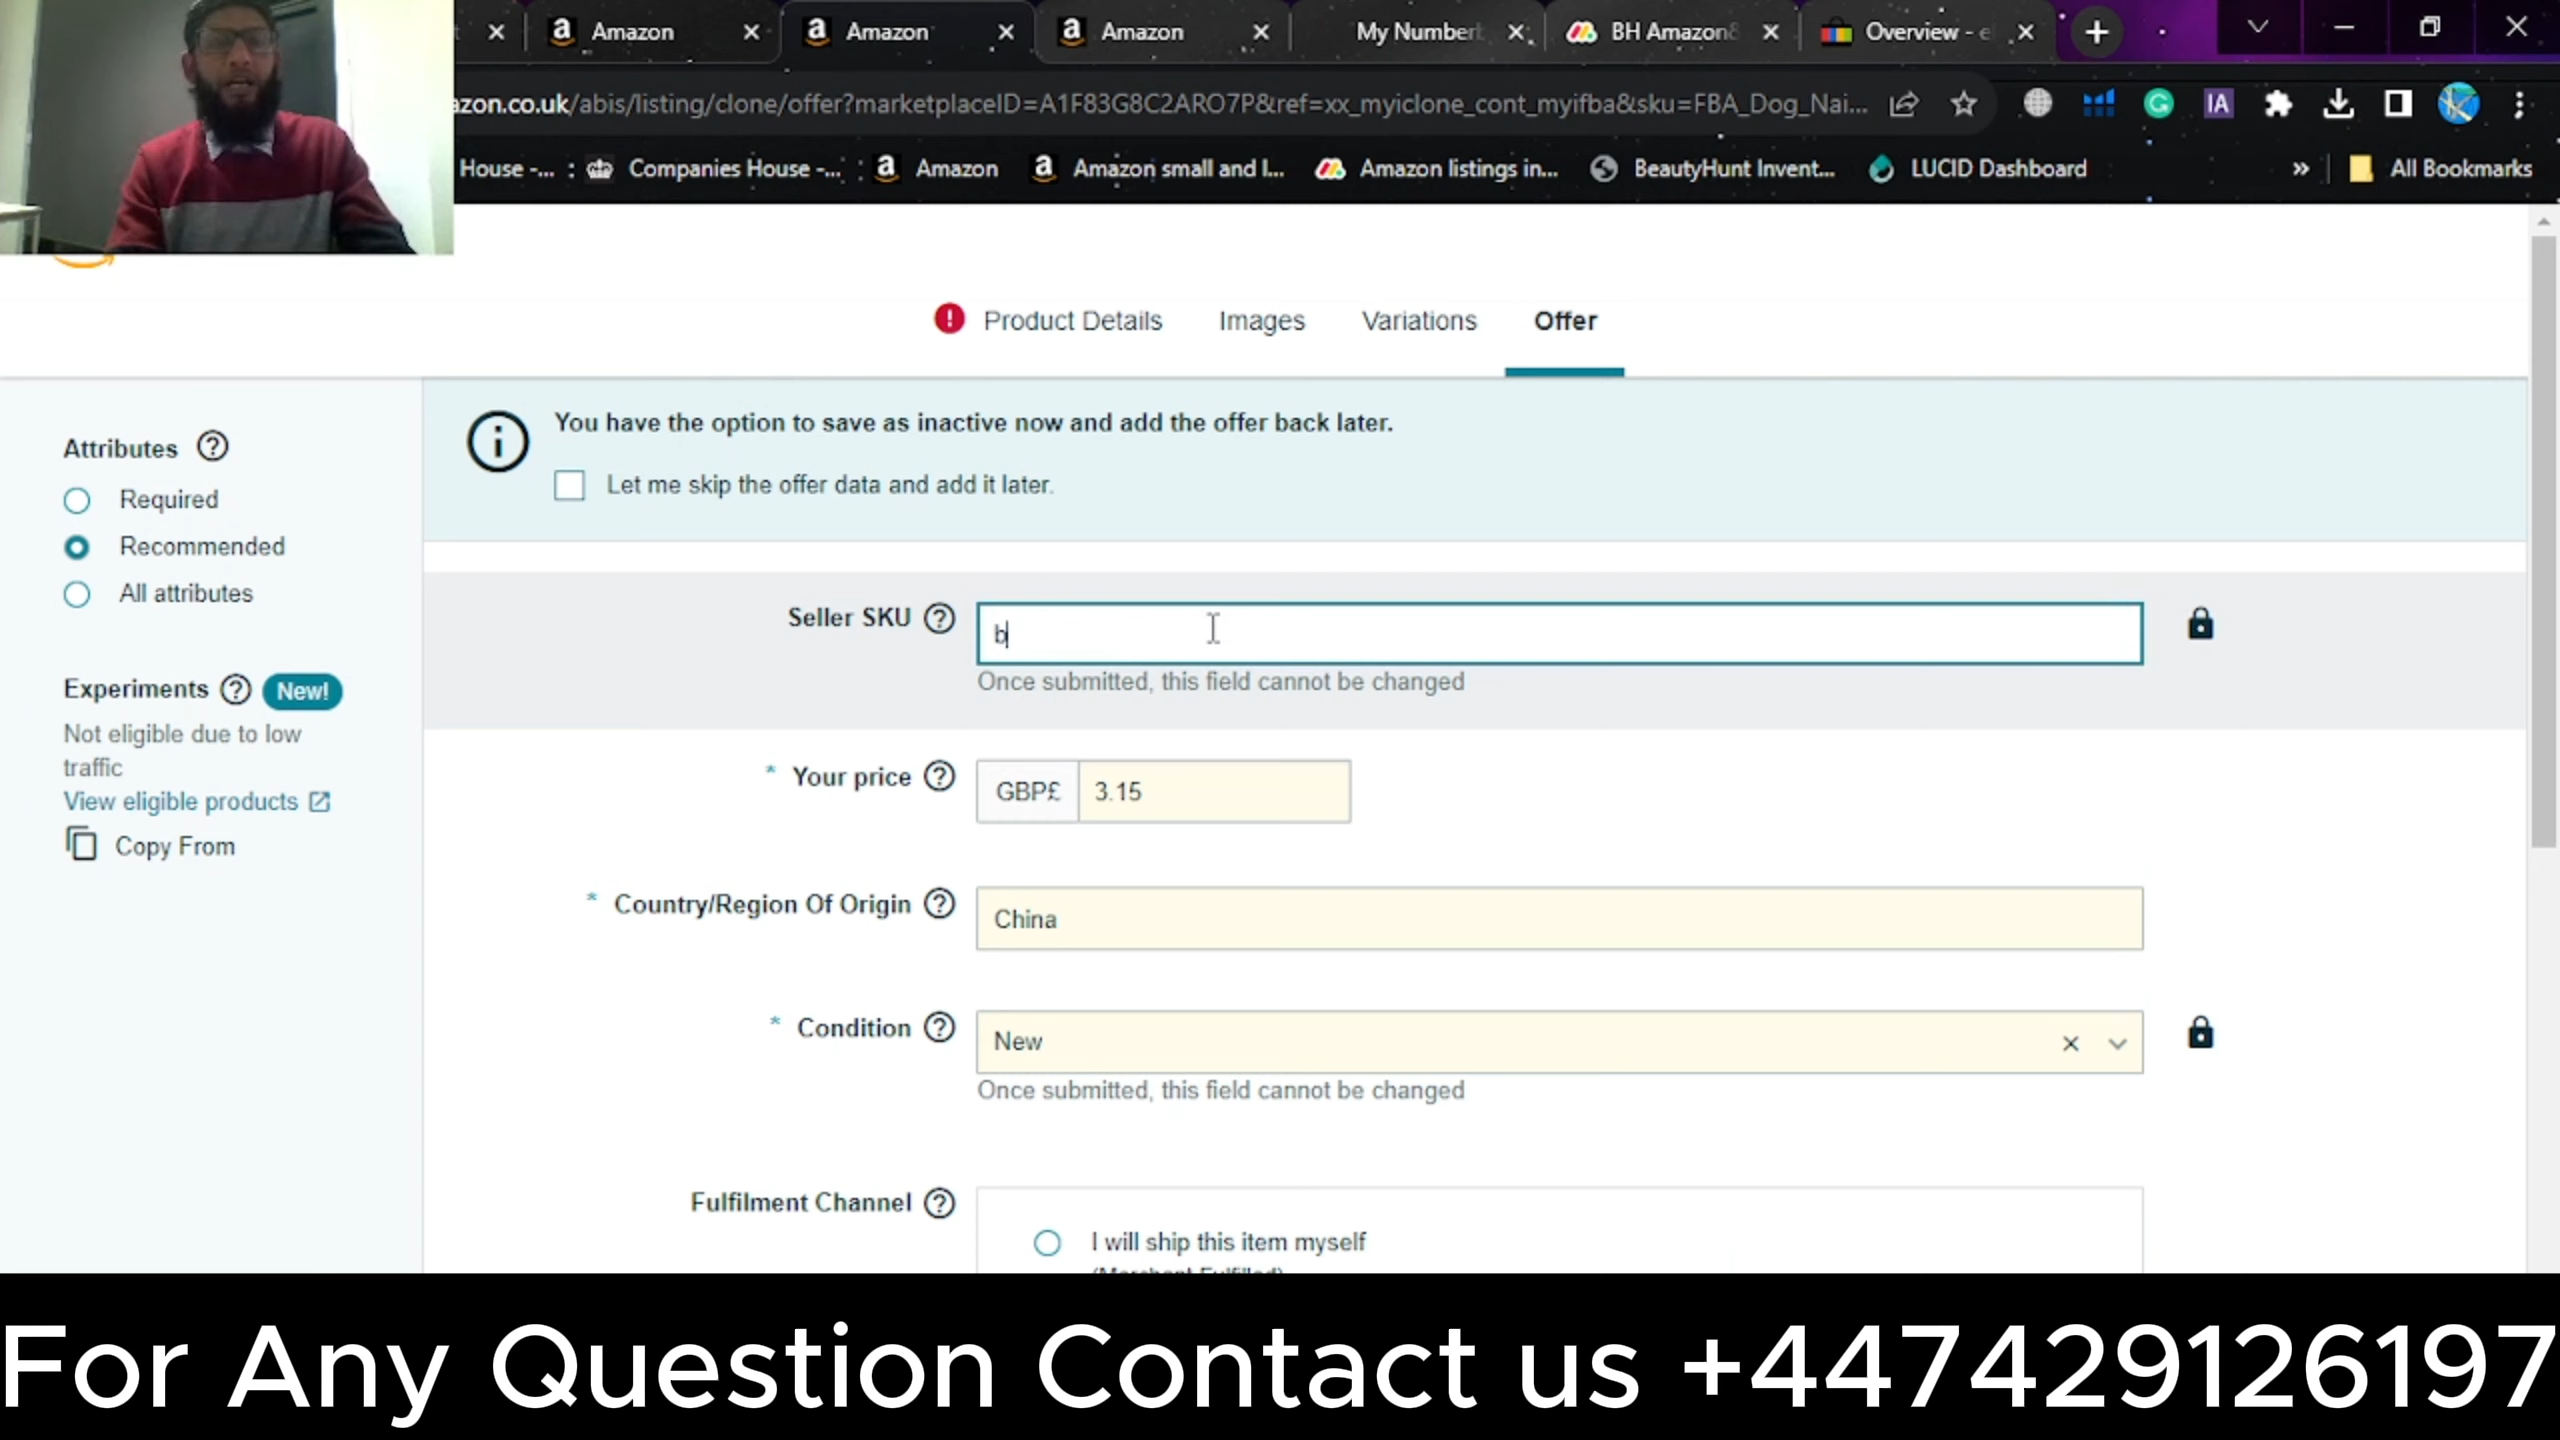 Amazon
Amazon
Amazon
My Number
BH Amazon&
Overview - e
azon.co.uk/abis/listing/clone/offer?marketplaceID=A1F83G8C2ARO7P&ref=xx_myiclone_cont_myifba&sku=FBA_Dog_Nai...
IA
House -...
Companies House -...
Amazon
Amazon small and l...
Amazon listings in...
BeautyHunt Invent...
LUCID Dashboard
»
All Bookmarks
Product Details
Images
Variations
Offer
You have the option to save as inactive now and add the offer back later.
Let me skip the offer data and add it later.
Attributes
Required
Recommended
All attributes
Experiments
New!
Not eligible due to low
traffic
View eligible products
Copy From
Seller SKU
b
Once submitted, this field cannot be changed
* Your price
GBP£
3.15
* Country/Region Of Origin
China
* Condition
New
Once submitted, this field cannot be changed
Fulfilment Channel
I will ship this item myself
(Merchant Fulfilled)
For Any Question Contact us +447429126197